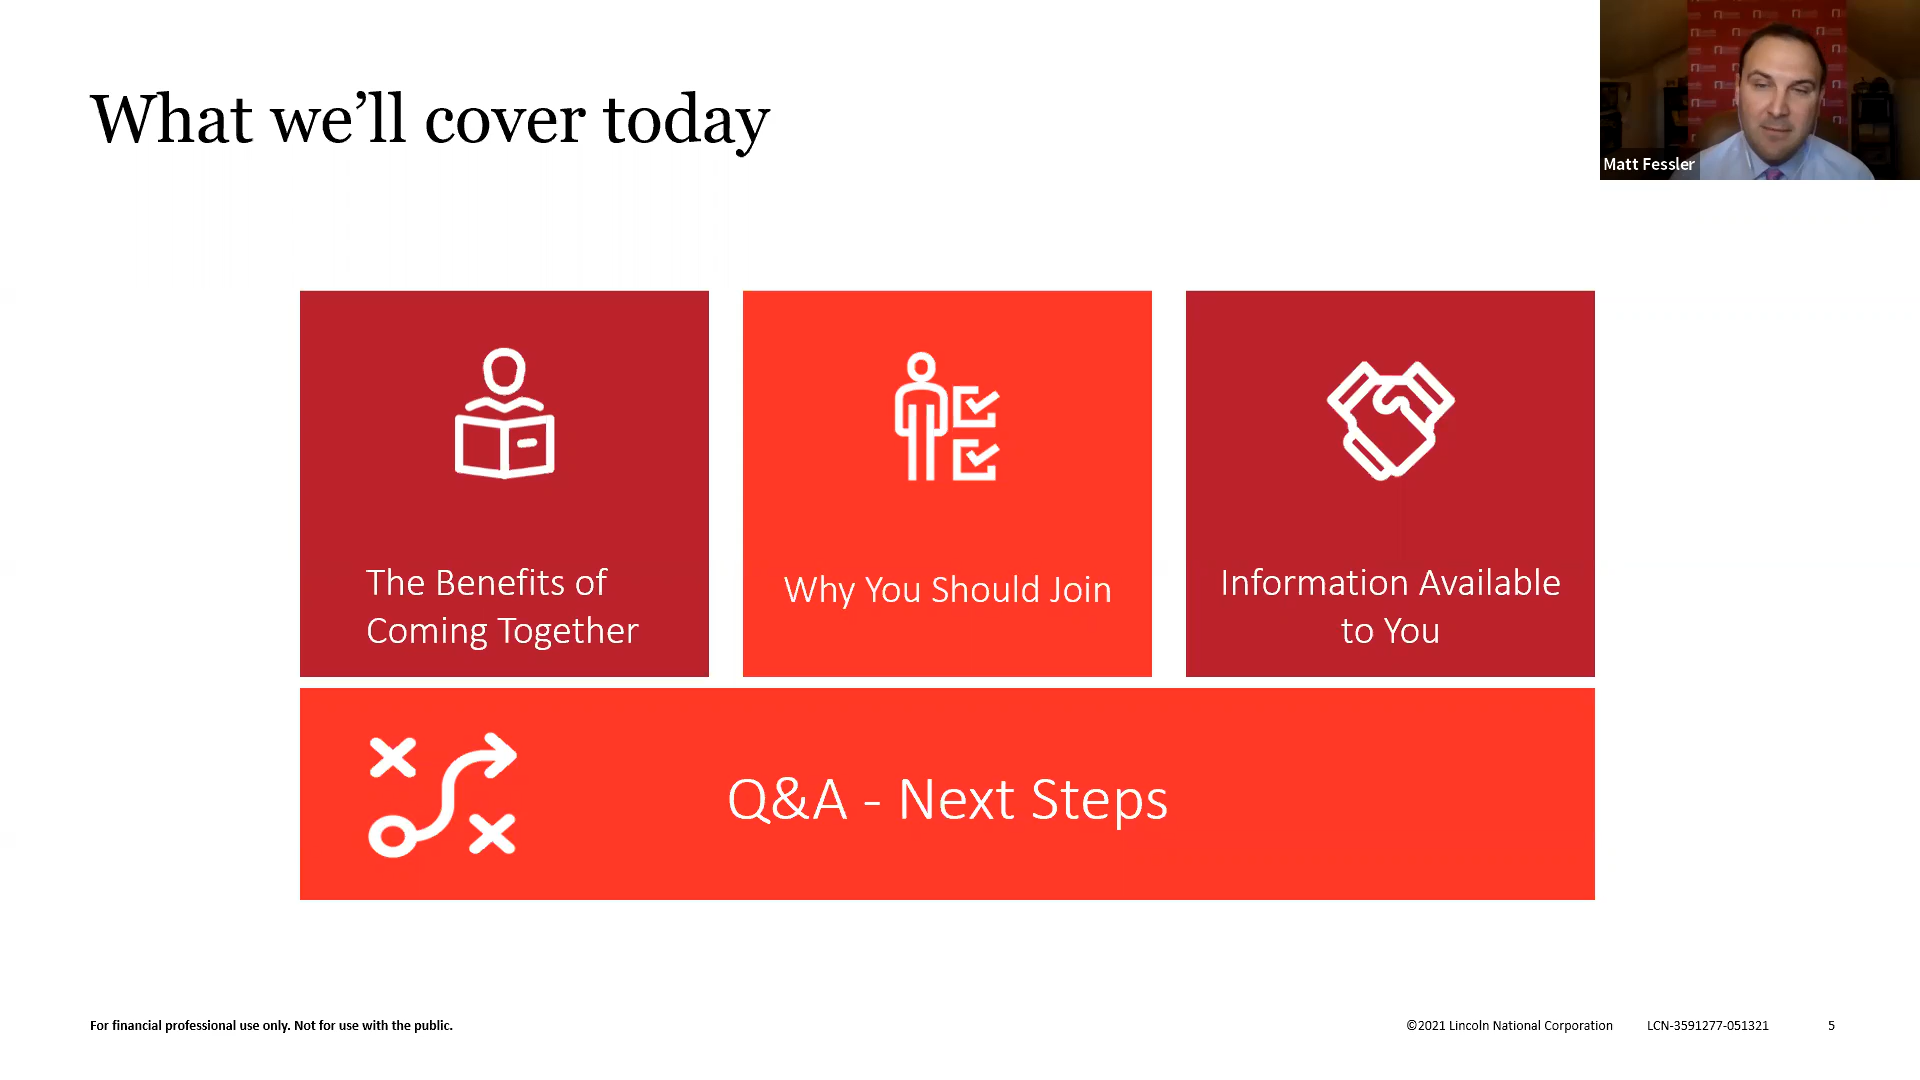 What we’ll cover today
Matt Fessler
The Benefits of
Coming Together
Why You Should Join
Information Available
to You
Q&A - Next Steps
For financial professional use only. Not for use with the public.
©2021 Lincoln National Corporation
LCN-3591277-051321
5